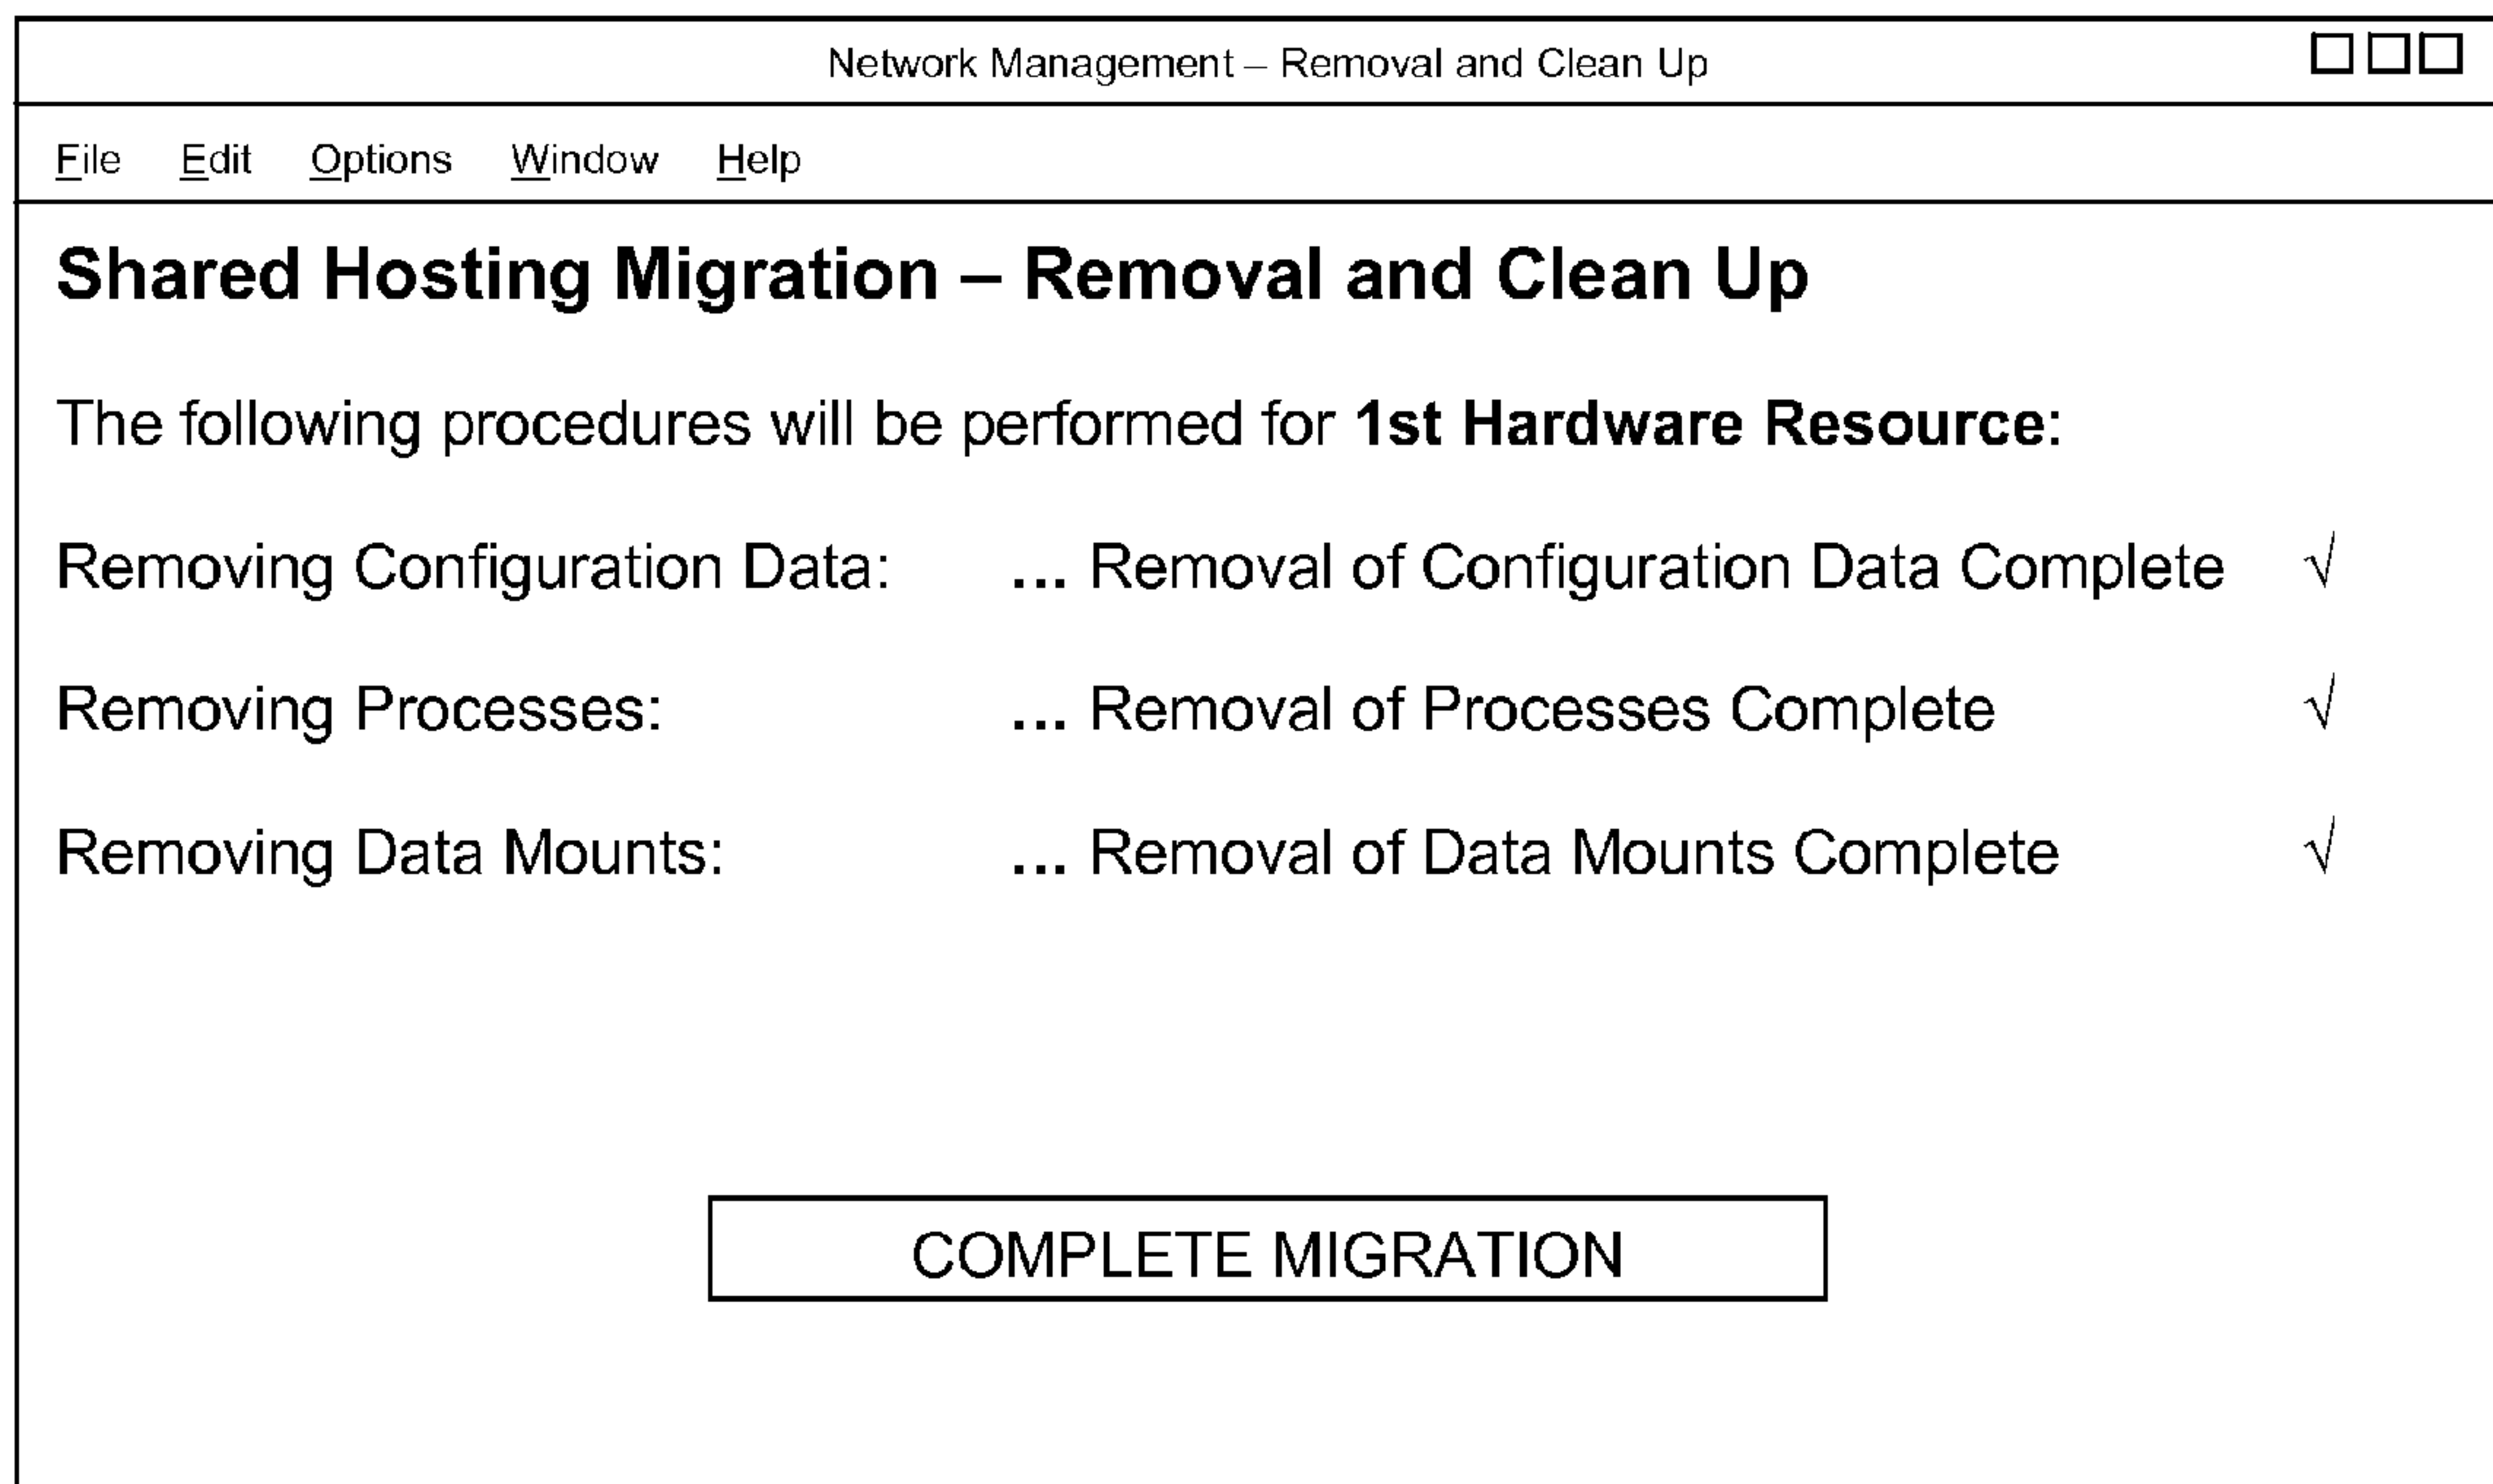 Network Management – Removal and Clean Up
File Edit Options Window Help
Shared Hosting Migration – Removal and Clean Up
The following procedures will be performed for 1st Hardware Resource:
Removing Configuration Data: ... Removal of Configuration Data Complete √
Removing Processes: ... Removal of Processes Complete √
Removing Data Mounts: ... Removal of Data Mounts Complete √
COMPLETE MIGRATION